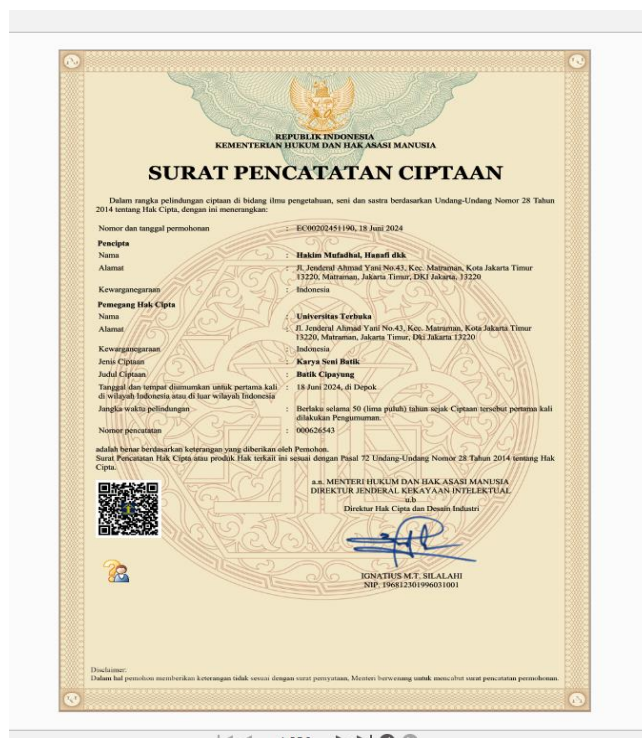 REPUBLIK INDONESIA
KEMENTERIAN HUKUM DAN HAK ASASI MANUSIA
SURAT PENCATATAN CIPTAAN
Dalam rangka pelindungan ciptaan di bidang ilmu pengetahuan, seni dan sastra berdasarkan Undang-Undang Nomor 28 Tahun
2014 tentang Hak Cipta, dengan ini menerangkan:
Nomor dan tanggal permohonan : EC00202451190, 18 Juni 2024
Pencipta
Nama : Hakim Mufadhal, Hanafi dkk
Alamat : Jl. Jenderal Ahmad Yani No.43, Kec. Matraman, Kota Jakarta Timur
13220, Matraman, Jakarta Timur, DKI Jakarta, 13220
Kewarganegaraan : Indonesia
Pemegang Hak Cipta
Nama : Universitas Terbuka
Alamat : Jl. Jenderal Ahmad Yani No.43, Kec. Matraman, Kota Jakarta Timur
13220, Matraman, Jakarta Timur, Dki Jakarta 13220
Kewarganegaraan : Indonesia
Jenis Ciptaan : Karya Seni Batik
Judul Ciptaan : Batik Cipayung
Tanggal dan tempat diumumkan untuk pertama kali : 18 Juni 2024, di Depok
di wilayah Indonesia atau di luar wilayah Indonesia
Jangka waktu pelindungan : Berlaku selama 50 (lima puluh) tahun sejak Ciptaan tersebut pertama kali
dilakukan Pengumuman.
Nomor pencatatan : 000626543
adalah benar berdasarkan keterangan yang diberikan oleh Pemohon.
Surat Pencatatan Hak Cipta atau produk Hak terkait ini sesuai dengan Pasal 72 Undang-Undang Nomor 28 Tahun 2014 tentang Hak
Cipta.
a.n. MENTERI HUKUM DAN HAK ASASI MANUSIA
DIREKTUR JENDERAL KEKAYAAN INTELEKTUAL
u.b
Direktur Hak Cipta dan Desain Industri
IGNATIUS M.T. SILALAHI
NIP. 196812301996031001
Disclaimer:
Dalam hal pemohon memberikan keterangan tidak sesuai dengan surat pernyataan, Menteri berwenang untuk mencabut surat pencatatan permohonan.